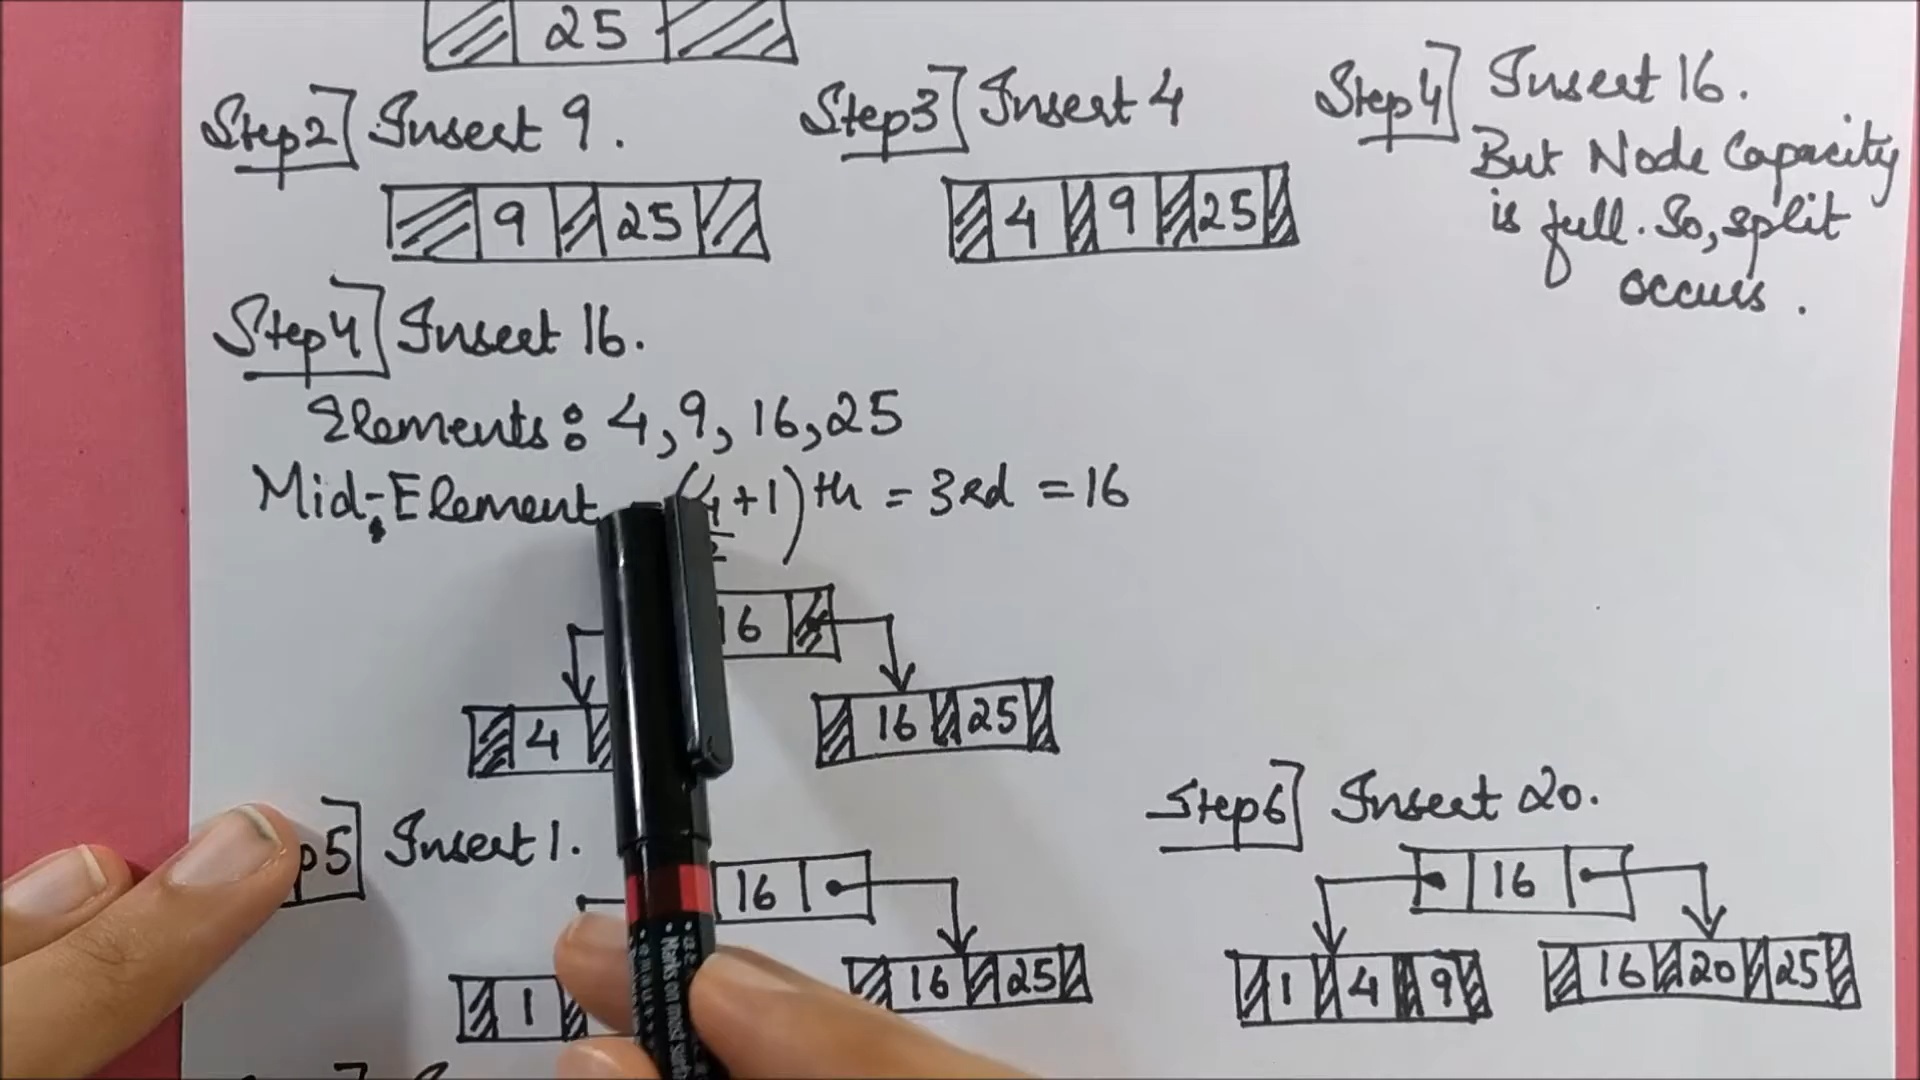 25
Step2] Insert 9.
9 25
Step3] Insert 4
4 9 25
Step4] Insert 16.
But Node Capacity
is full. So, split
occurs.
Step4] Insert 16.
Elements: 4, 9, 16, 25
Mid-Element (4/2+1)th = 3rd = 16
16
4
16 25
p5] Insert 1.
16
1
16 25
Step6] Insert 20.
16
1 4 9
16 20 25